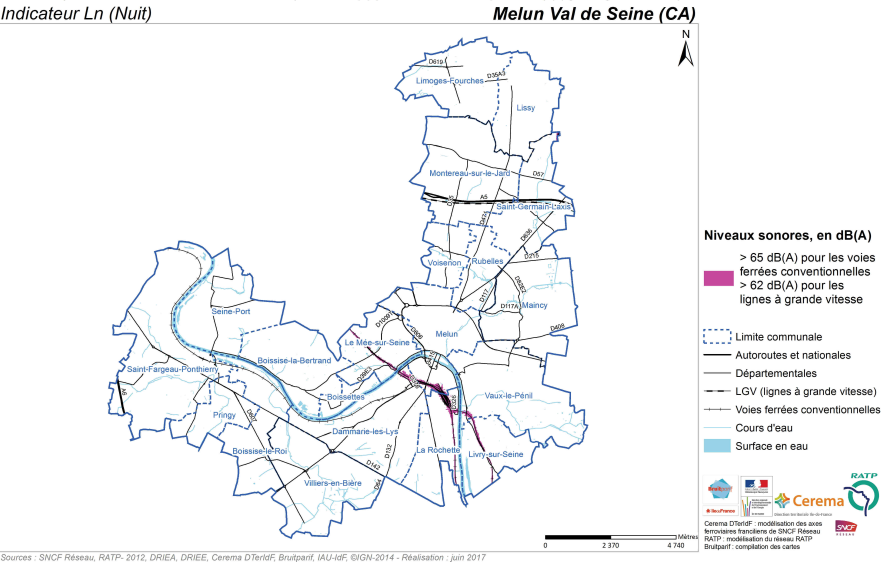 Indicateur Ln (Nuit)
Melun Val de Seine (CA)
N
D619
D35A3
Limoges-Fourches
Lissy
Montereau-sur-le-Jard
D57
A5
Saint-Germain-Laxis
D636
D215
Voisenon
Rubelles
D117
Maincy
D117A
D408
Seine-Port
D606
Melun
Le Mée-sur-Seine
Boissise-la-Bertrand
Saint-Fargeau-Ponthierry
Boissettes
Vaux-le-Pénil
A6
Pringy
D607
Dammarie-les-Lys
D132
Boissise-le-Roi
La Rochette
Livry-sur-Seine
D142
Villiers-en-Bière
D64
Niveaux sonores, en dB(A)
> 65 dB(A) pour les voies
ferrées conventionnelles
> 62 dB(A) pour les
lignes à grande vitesse
Limite communale
Autoroutes et nationales
Départementales
LGV (lignes à grande vitesse)
Voies ferrées conventionnelles
Cours d'eau
Surface en eau
RATP
Cerema
îledeFrance
SNCF
RÉSEAU
Cerema DTerIdF : modélisation des axes
ferroviaires franciliens de SNCF Réseau
RATP : modélisation du réseau RATP
Bruitparif : compilation des cartes
Mètres
0 2 370 4 740
Sources : SNCF Réseau, RATP- 2012, DRIEA, DRIEE, Cerema DTerIdF, Bruitparif, IAU-IdF, ©IGN-2014 - Réalisation : juin 2017